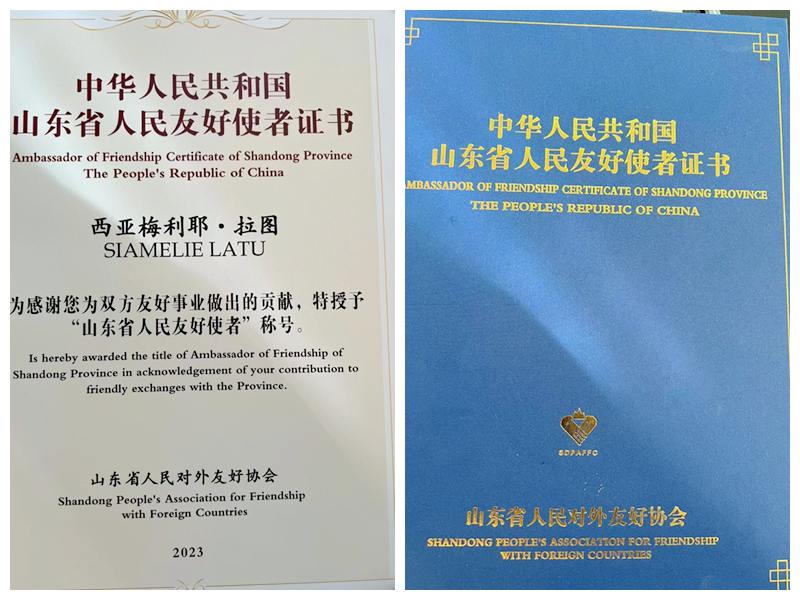 中华人民共和国
山东省人民友好使者证书
Ambassador of Friendship Certificate of Shandong Province
The People's Republic of China
西亚梅利耶·拉图
SIAMELIE LATU
为感谢您为双方友好事业做出的贡献，特授予
“山东省人民友好使者”称号。
Is hereby awarded the title of Ambassador of Friendship of
Shandong Province in acknowledgement of your contribution to
friendly exchanges with the Province.
山东省人民对外友好协会
Shandong People's Association for Friendship
with Foreign Countries
2023
中华人民共和国
山东省人民友好使者证书
AMBASSADOR OF FRIENDSHIP CERTIFICATE OF SHANDONG PROVINCE
THE PEOPLE'S REPUBLIC OF CHINA
SDPAFFC
山东省人民对外友好协会
SHANDONG PEOPLE'S ASSOCIATION FOR FRIENDSHIP
WITH FOREIGN COUNTRIES